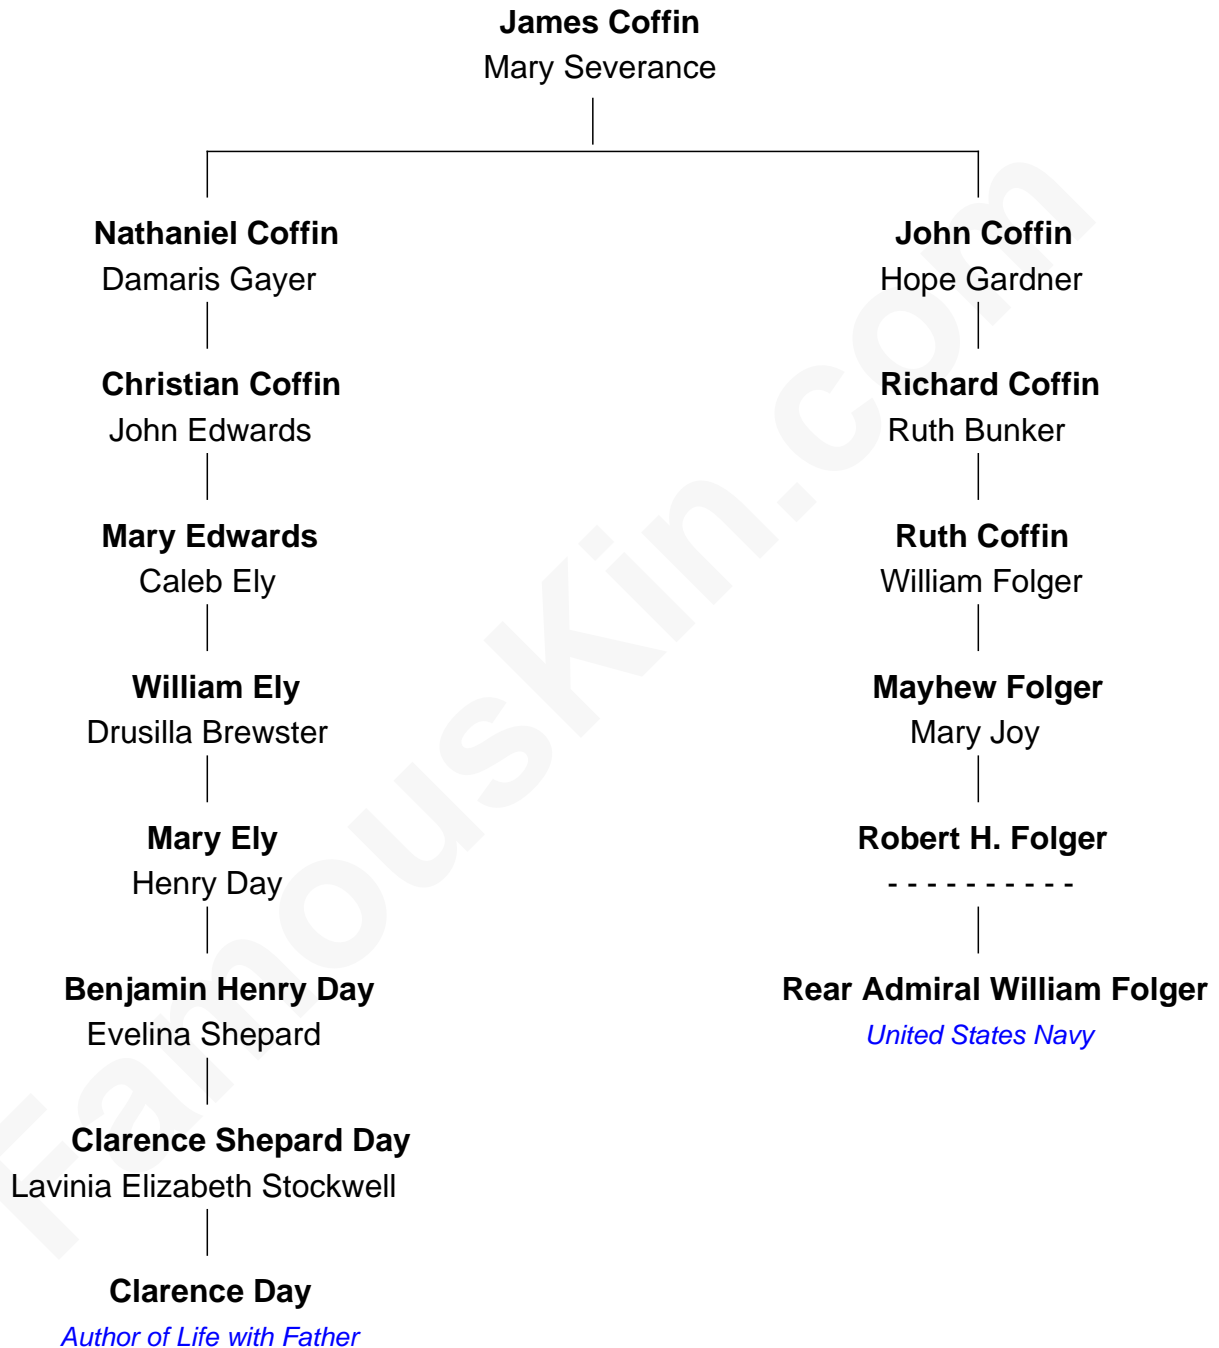 James Coffin
Mary Severance
Nathaniel Coffin
Damaris Gayer
John Coffin
Hope Gardner
Christian Coffin
John Edwards
Richard Coffin
Ruth Bunker
Mary Edwards
Caleb Ely
Ruth Coffin
William Folger
William Ely
Drusilla Brewster
Mayhew Folger
Mary Joy
Mary Ely
Henry Day
Robert H. Folger
- - - - - - - - - -
Benjamin Henry Day
Evelina Shepard
Rear Admiral William Folger
United States Navy
Clarence Shepard Day
Lavinia Elizabeth Stockwell
Clarence Day
Author of Life with Father
FamousKin.com